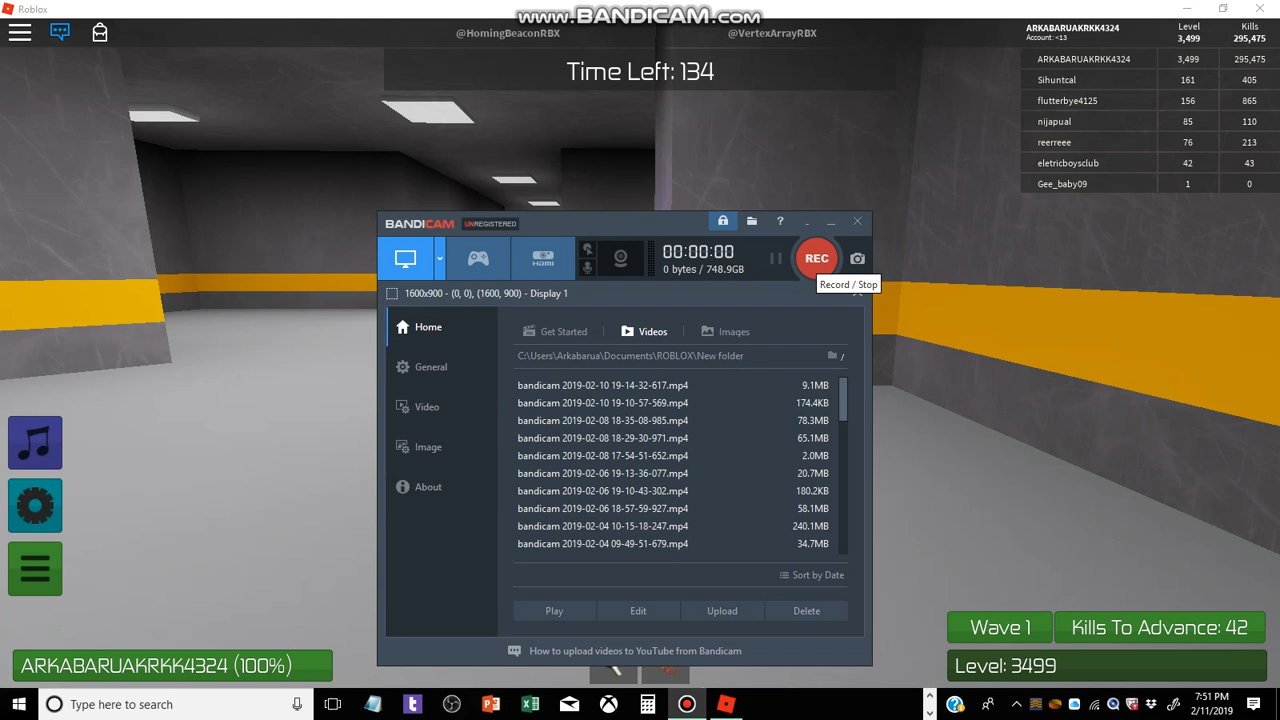 Roblox
www.BANDICAM.com
@HomingBeaconRBX
@VertexArrayRBX
Time Left: 134
ARKABARUAKRKK4324
Account: <13
Level
3,499
Kills
295,475
ARKABARUAKRKK4324 3,499 295,475
Sihuntcal 161 405
flutterbye4125 156 865
nijapual 85 110
reerreee 76 213
eletricboysclub 42 43
Gee_baby09 1 0
BANDICAM UNREGISTERED
?
HDMI
00:00:00
0 bytes / 748.9GB
REC
Record / Stop
1600x900 - (0, 0), (1600, 900) - Display 1
Home
General
Video
Image
About
Get Started
Videos
Images
C:\Users\Arkabarua\Documents\ROBLOX\New folder
/
bandicam 2019-02-10 19-14-32-617.mp4 9.1MB
bandicam 2019-02-10 19-10-57-569.mp4 174.4KB
bandicam 2019-02-08 18-35-08-985.mp4 78.3MB
bandicam 2019-02-08 18-29-30-971.mp4 65.1MB
bandicam 2019-02-08 17-54-51-652.mp4 2.0MB
bandicam 2019-02-06 19-13-36-077.mp4 20.7MB
bandicam 2019-02-06 19-10-43-302.mp4 180.2KB
bandicam 2019-02-06 18-57-59-927.mp4 58.1MB
bandicam 2019-02-04 10-15-18-247.mp4 240.1MB
bandicam 2019-02-04 09-49-51-679.mp4 34.7MB
Sort by Date
Play Edit Upload Delete
How to upload videos to YouTube from Bandicam
Wave 1
Kills To Advance: 42
ARKABARUAKRKK4324 (100%)
Level: 3499
Type here to search
7:51 PM
2/11/2019